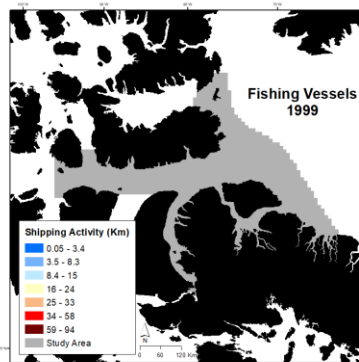 Fishing Vessels
1999
Shipping Activity (Km)
0.05 - 3.4
3.5 - 8.3
8.4 - 15
16 - 24
25 - 33
34 - 58
59 - 94
Study Area
N
0
60
120 Km